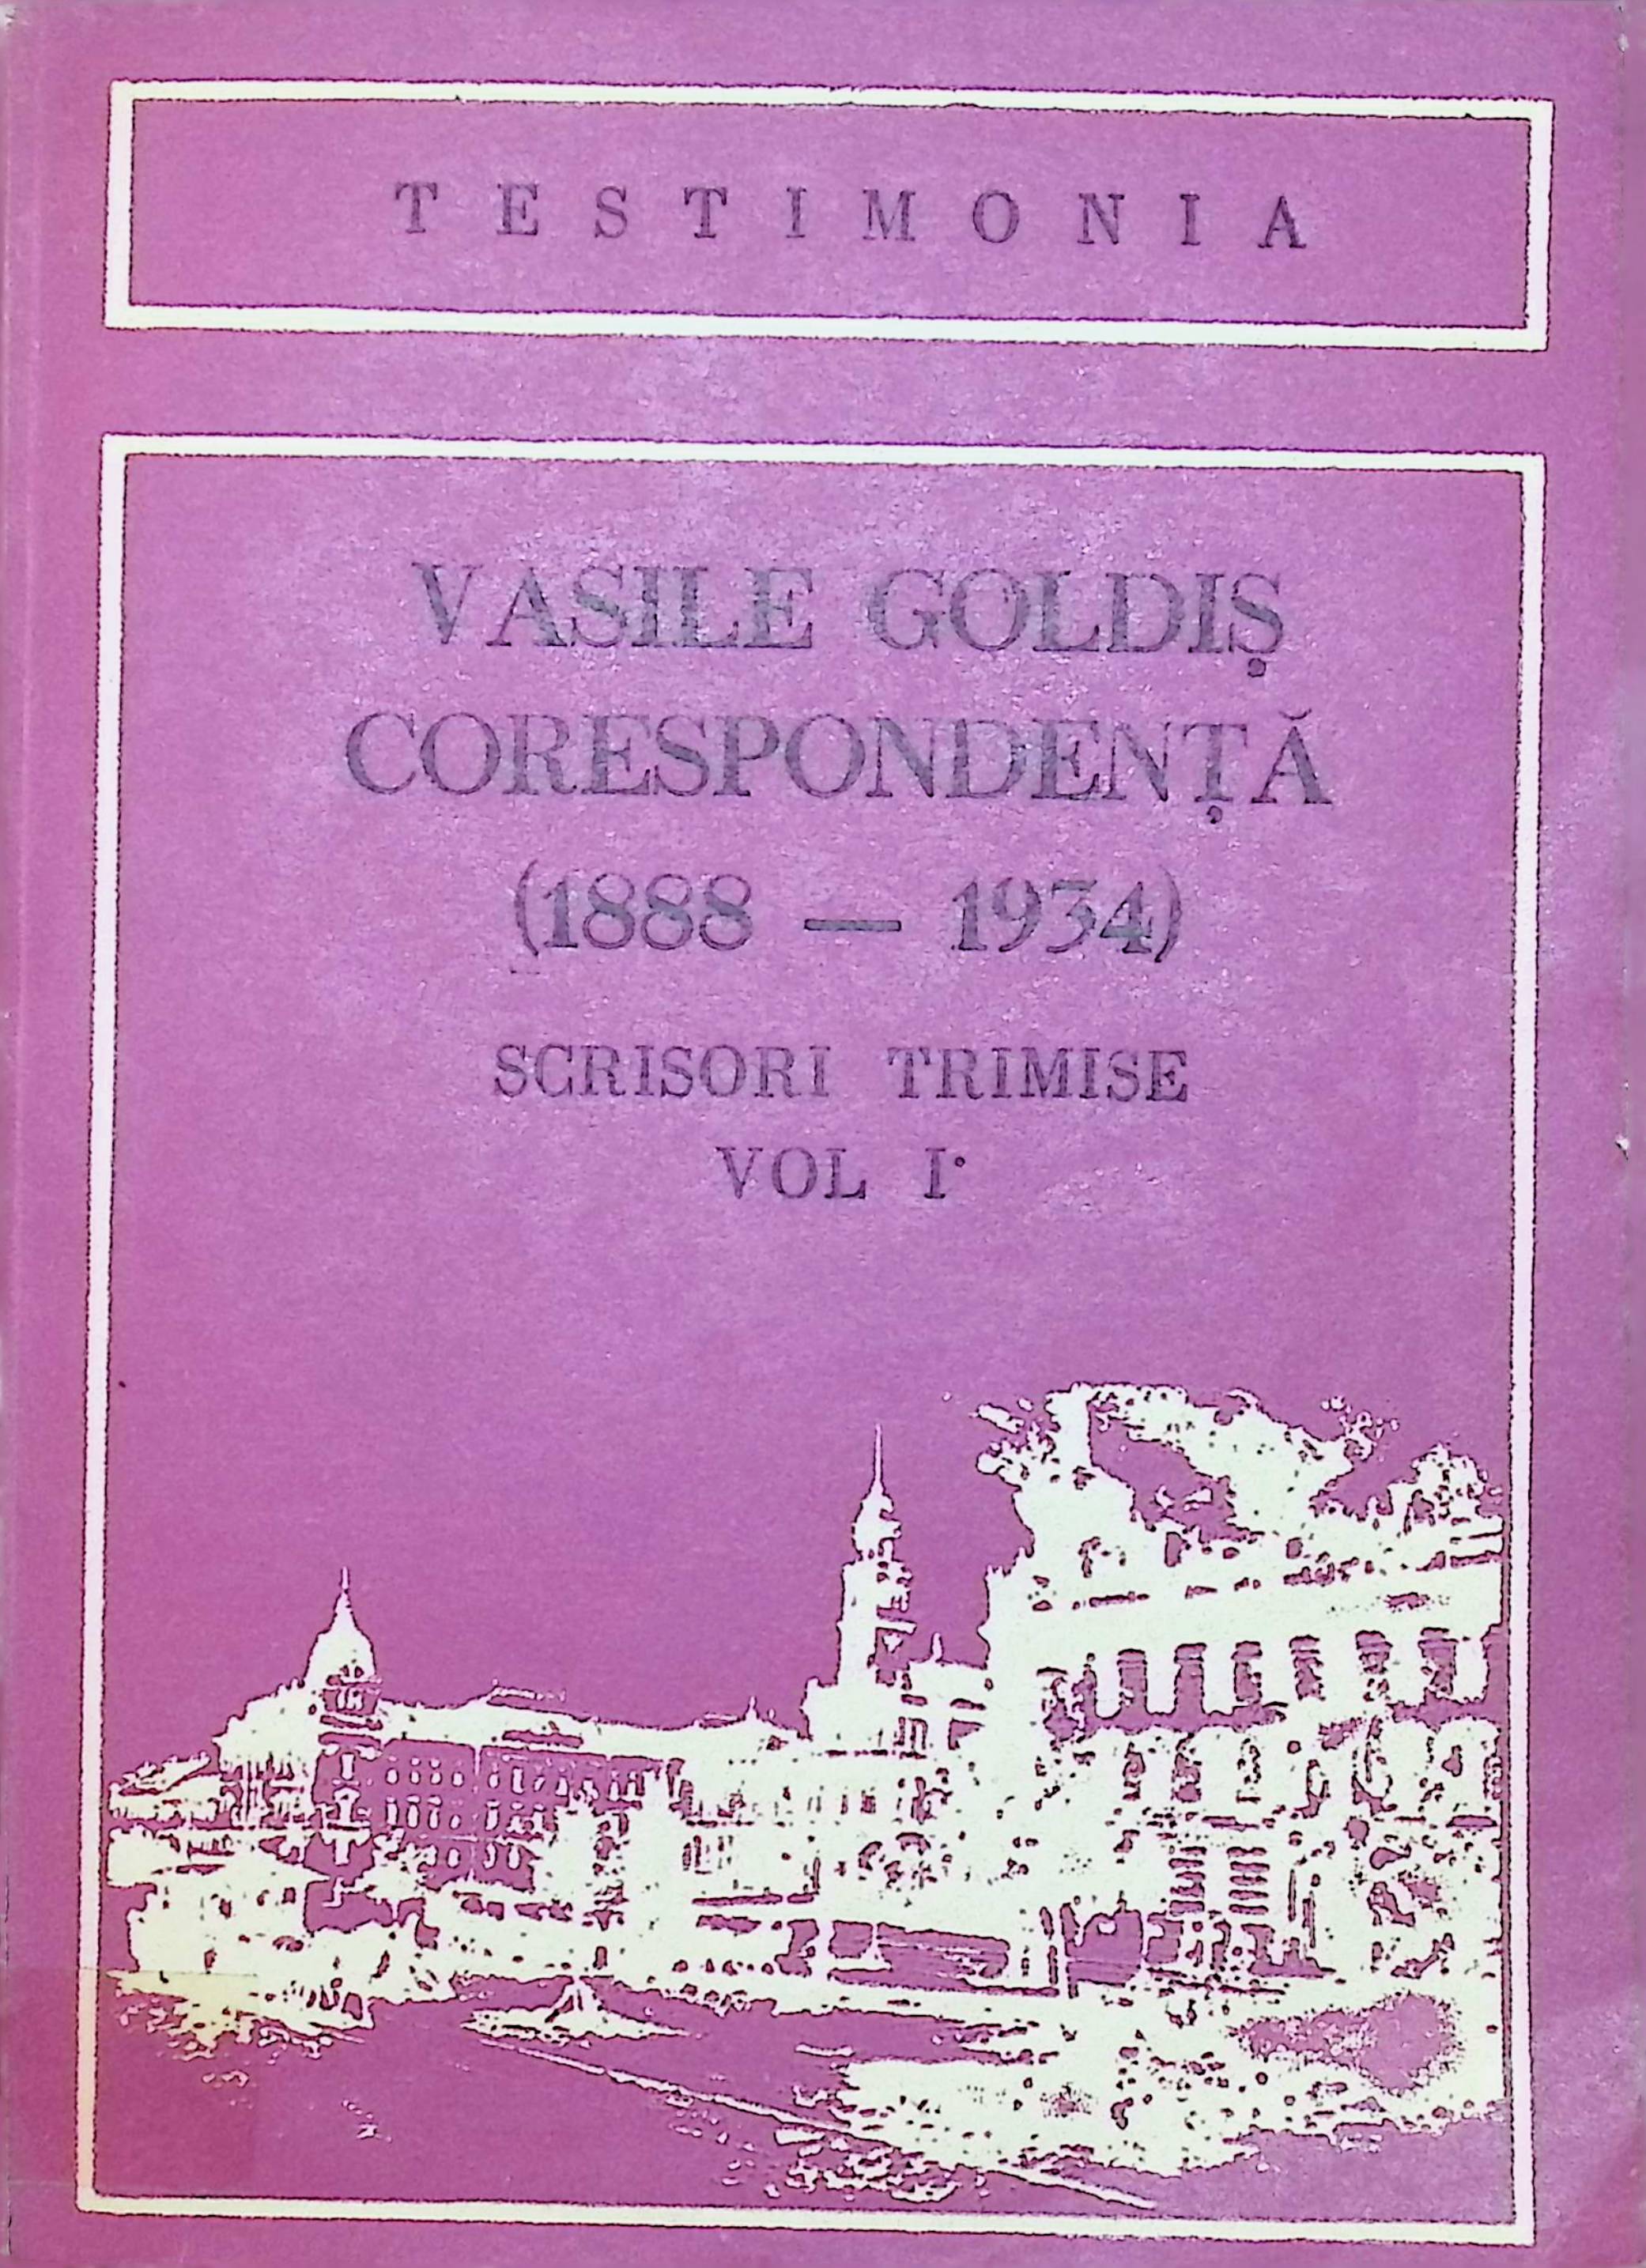 TESTIMONIA
VASILE GOLDIȘ
CORESPONDENȚĂ
(1888 — 1934)
SCRISORI TRIMISE
VOL I